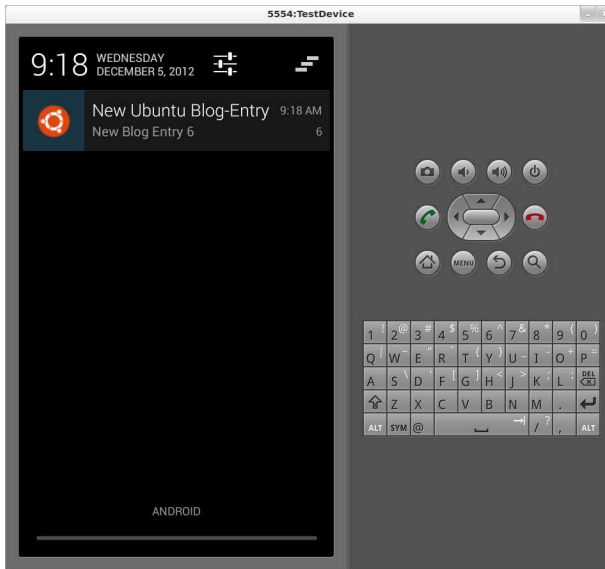 5554:TestDevice
9:18 WEDNESDAY
DECEMBER 5, 2012
New Ubuntu Blog-Entry 9:18 AM
New Blog Entry 6 6
MENU
1 ! 2 @ 3 # 4 $ 5 % 6 ^ 7 & 8 * 9 ( 0 )
Q | W ~ E " R ` T { Y } U - I - O + P =
A S \ D ' F [ G ] H < J > K ; L : DEL
Z X C V B N M .
ALT SYM @ / ? , ALT
ANDROID